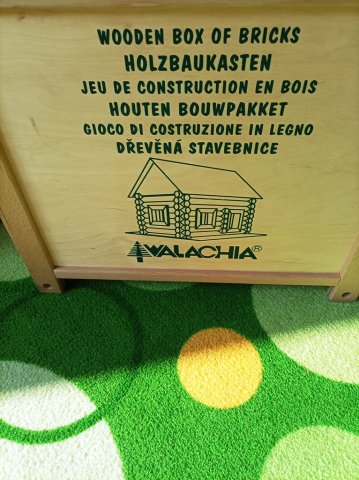 WOODEN BOX OF BRICKS
HOLZBAUKASTEN
JEU DE CONSTRUCTION EN BOIS
HOUTEN BOUWPAKKET
GIOCO DI COSTRUZIONE IN LEGNO
DŘEVĚNÁ STAVEBNICE
WALACHIA®